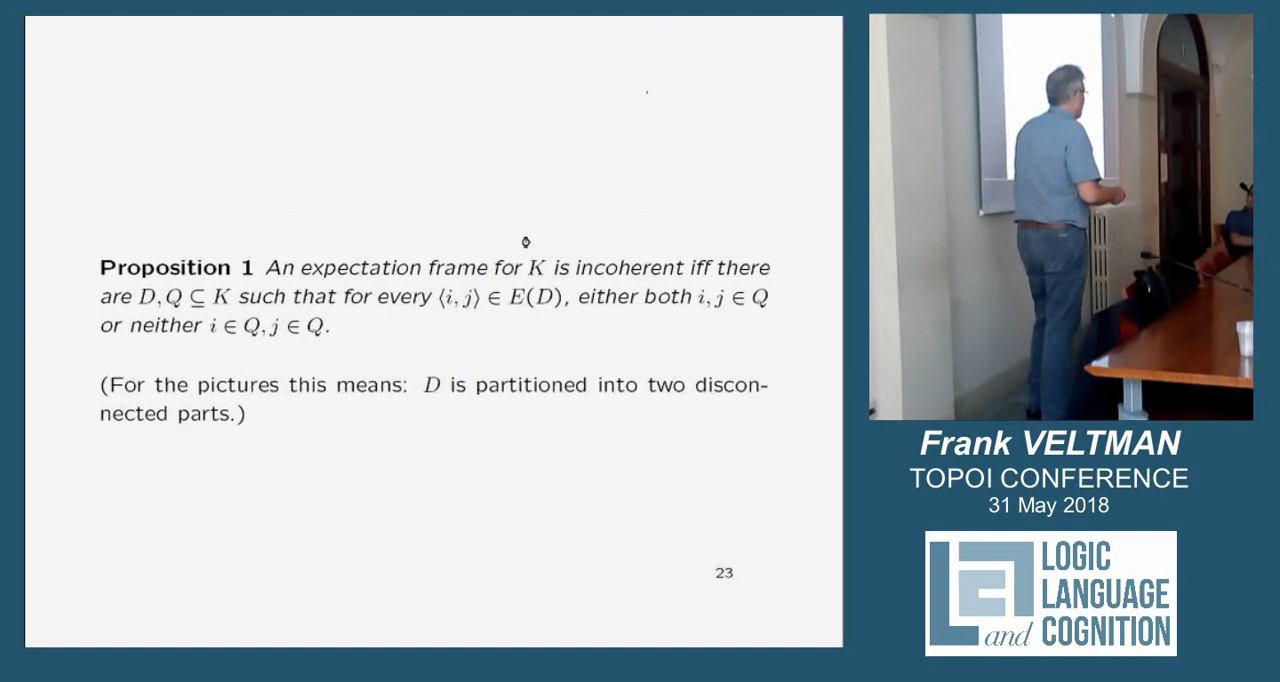 Proposition 1 An expectation frame for K is incoherent iff there
are D, Q ⊆ K such that for every ⟨i, j⟩ ∈ E(D), either both i, j ∈ Q
or neither i ∈ Q, j ∈ Q.
(For the pictures this means: D is partitioned into two discon-
nected parts.)
23
Frank VELTMAN
TOPOI CONFERENCE
31 May 2018
LOGIC
LANGUAGE
and COGNITION